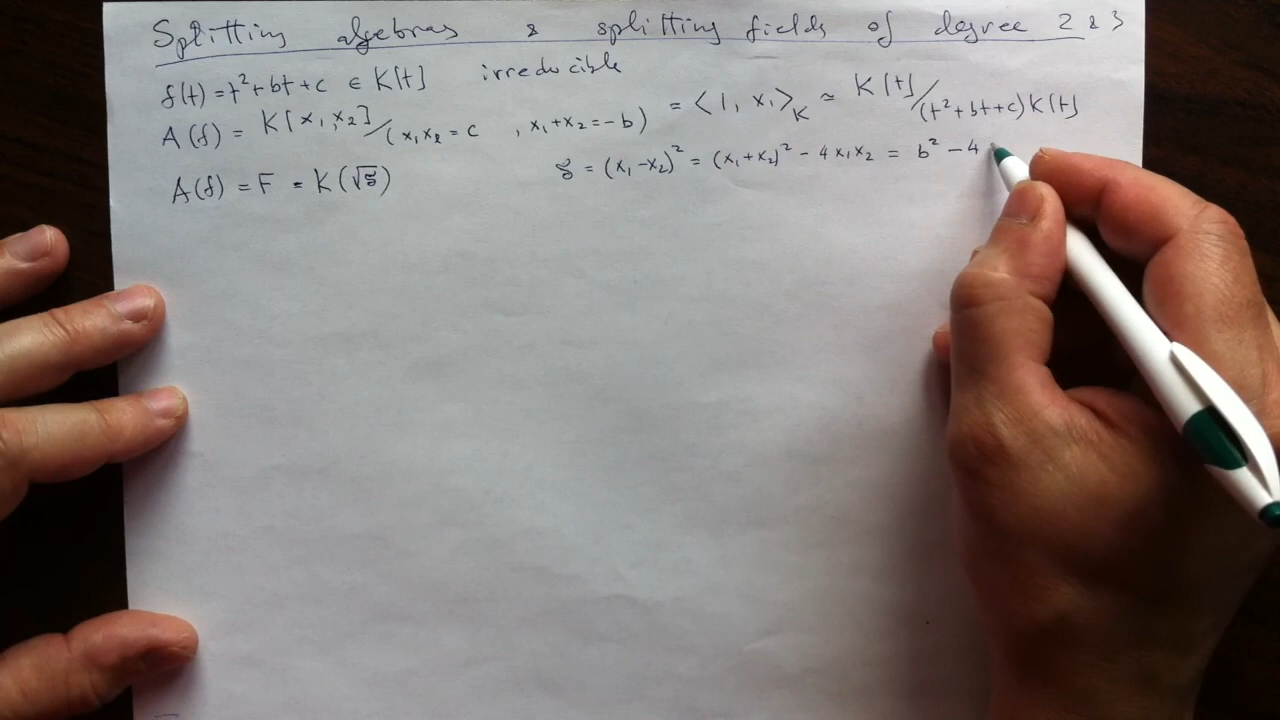 Splitting algebras & splitting fields of degree 2 & 3
f(t) = t² + bt + c ∈ K[t] irreducible
A(f) = K[x₁, x₂]/(x₁x₂ = c , x₁+x₂ = -b) = ⟨1, x₁⟩_K ≃ K[t]/(t²+bt+c)K[t]
A(f) = F = K(√δ) δ = (x₁-x₂)² = (x₁+x₂)² - 4x₁x₂ = b² - 4